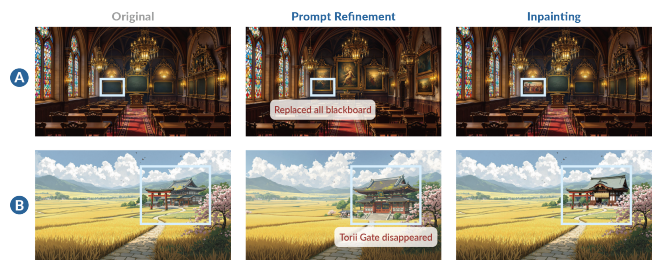 Original
Prompt Refinement
Inpainting
A
Replaced all blackboard
B
Torii Gate disappeared